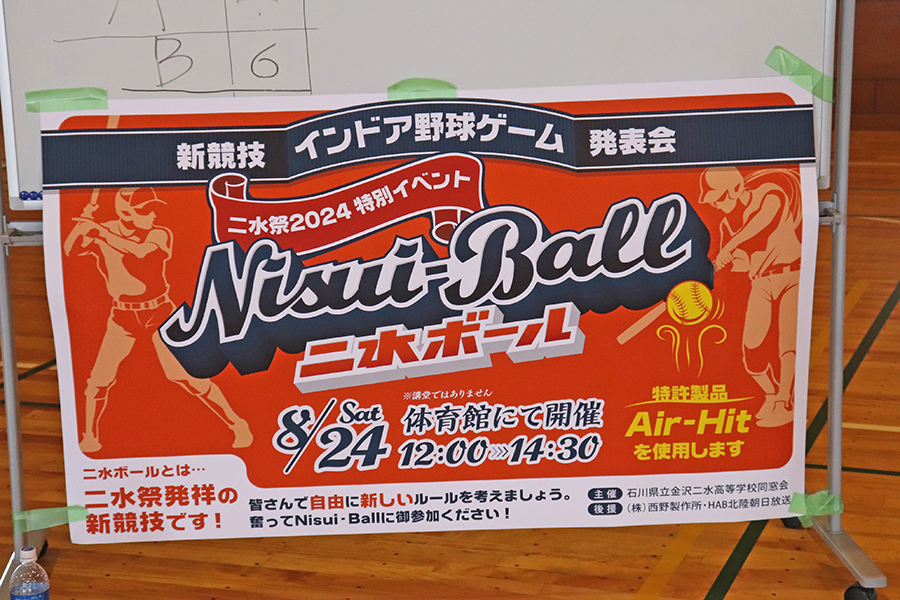 B 6
新競技 インドア野球ゲーム 発表会
二水祭2024 特別イベント
Nisui-Ball
二水ボール
※講堂ではありません
8/24 Sat 体育館にて開催
12:00 >>> 14:30
特許製品
Air-Hit
を使用します
二水ボールとは…
二水祭発祥の
新競技です！
皆さんで自由に新しいルールを考えましょう。
奮ってNisui-Ballに御参加ください！
主催 石川県立金沢二水高等学校同窓会
後援 （株）西野製作所・HAB北陸朝日放送